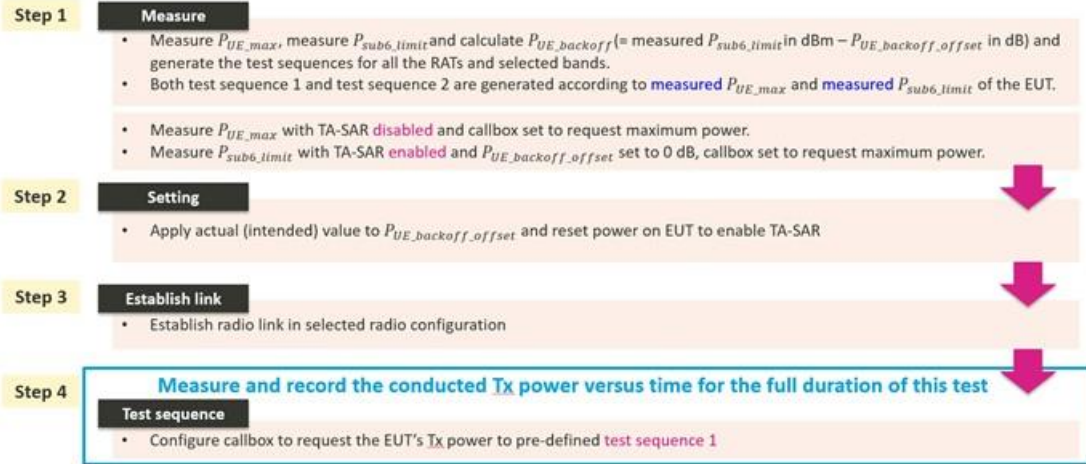 Step 1
Measure
• Measure P_UE_max, measure P_sub6_limit and calculate P_UE_backoff (= measured P_sub6_limit in dBm – P_UE_backoff_offset in dB) and
generate the test sequences for all the RATs and selected bands.
• Both test sequence 1 and test sequence 2 are generated according to measured P_UE_max and measured P_sub6_limit of the EUT.
• Measure P_UE_max with TA-SAR disabled and callbox set to request maximum power.
• Measure P_sub6_limit with TA-SAR enabled and P_UE_backoff_offset set to 0 dB, callbox set to request maximum power.
Step 2
Setting
• Apply actual (intended) value to P_UE_backoff_offset and reset power on EUT to enable TA-SAR
Step 3
Establish link
• Establish radio link in selected radio configuration
Step 4
Measure and record the conducted Tx power versus time for the full duration of this test
Test sequence
• Configure callbox to request the EUT's Tx power to pre-defined test sequence 1